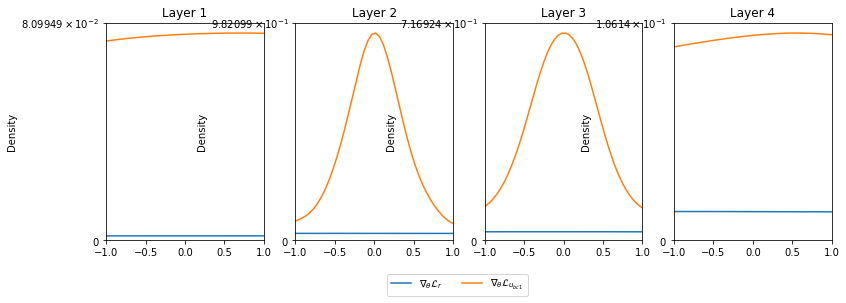 Layer 1
Layer 2
Layer 3
Layer 4
8.09949 × 10⁻²
9.82099 × 10⁻¹
7.16924 × 10⁻¹
1.0614 × 10⁻¹
Density
Density
Density
Density
0
0
0
0
−1.0 −0.5 0.0 0.5 1.0
−1.0 −0.5 0.0 0.5 1.0
−1.0 −0.5 0.0 0.5 1.0
−1.0 −0.5 0.0 0.5 1.0
∇θℒr
∇θℒu_bc1